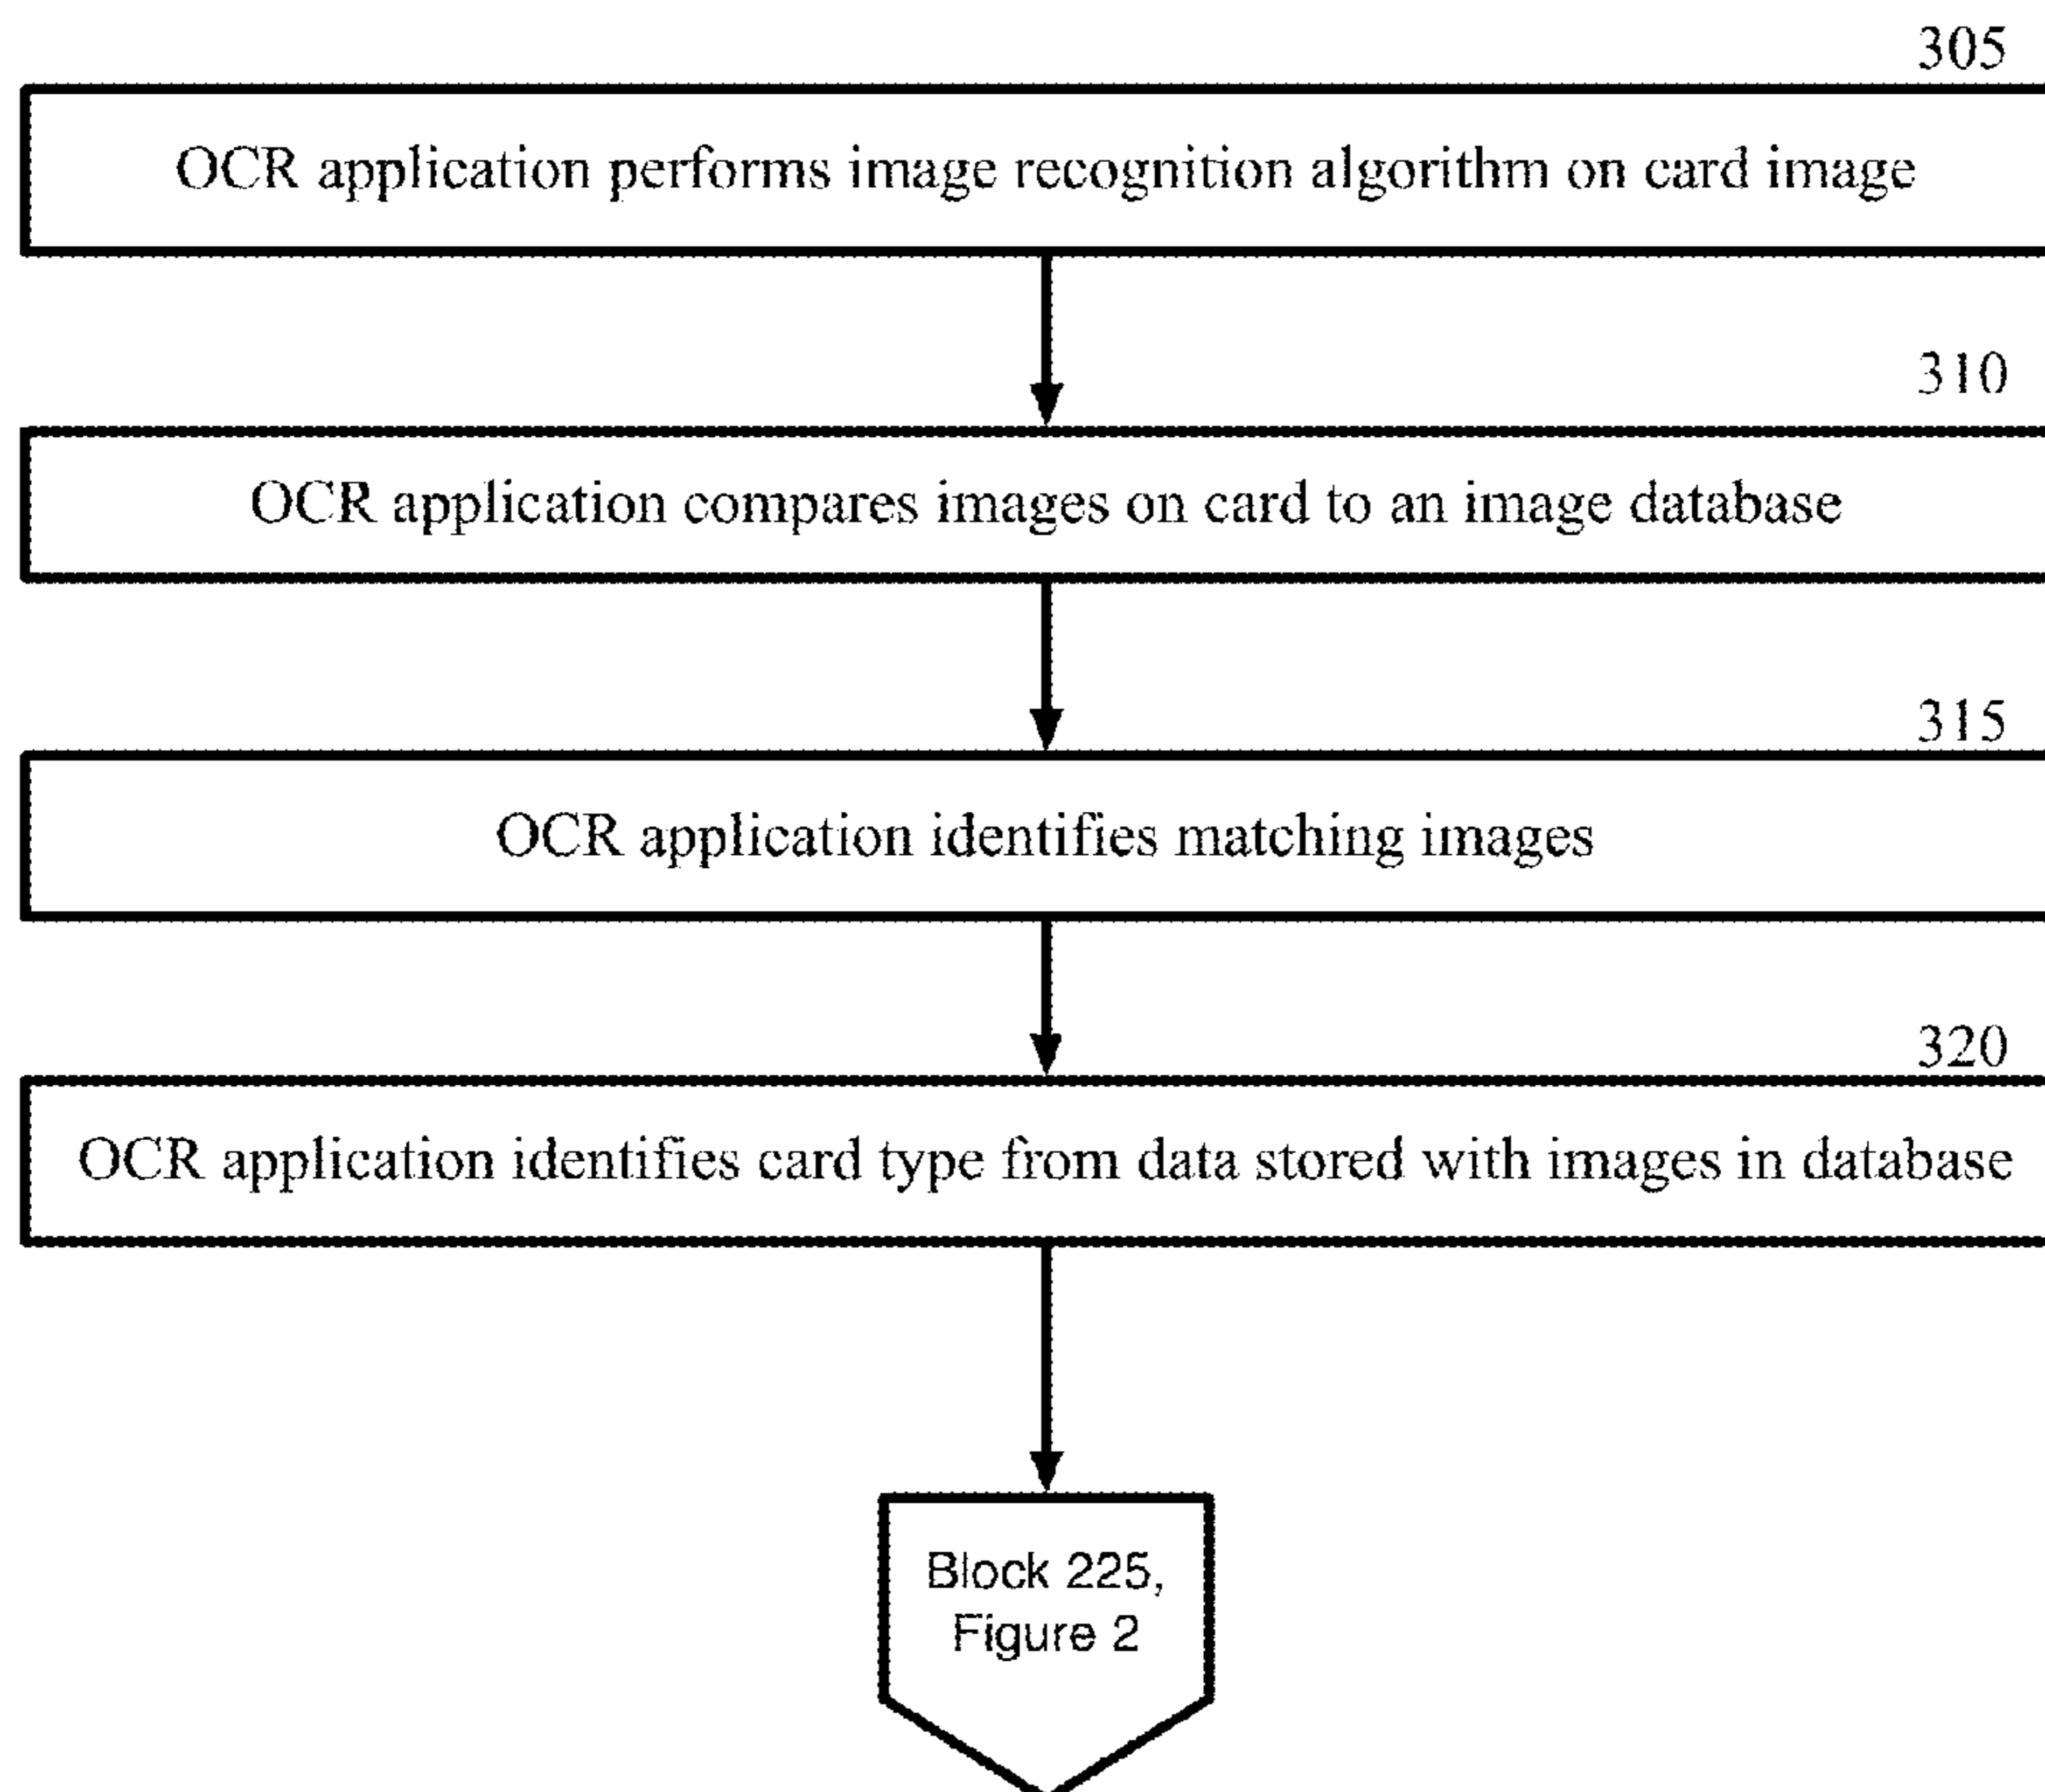 305
OCR application performs image recognition algorithm on card image
310
OCR application compares images on card to an image database
315
OCR application identifies matching images
320
OCR application identifies card type from data stored with images in database
Block 225,
Figure 2